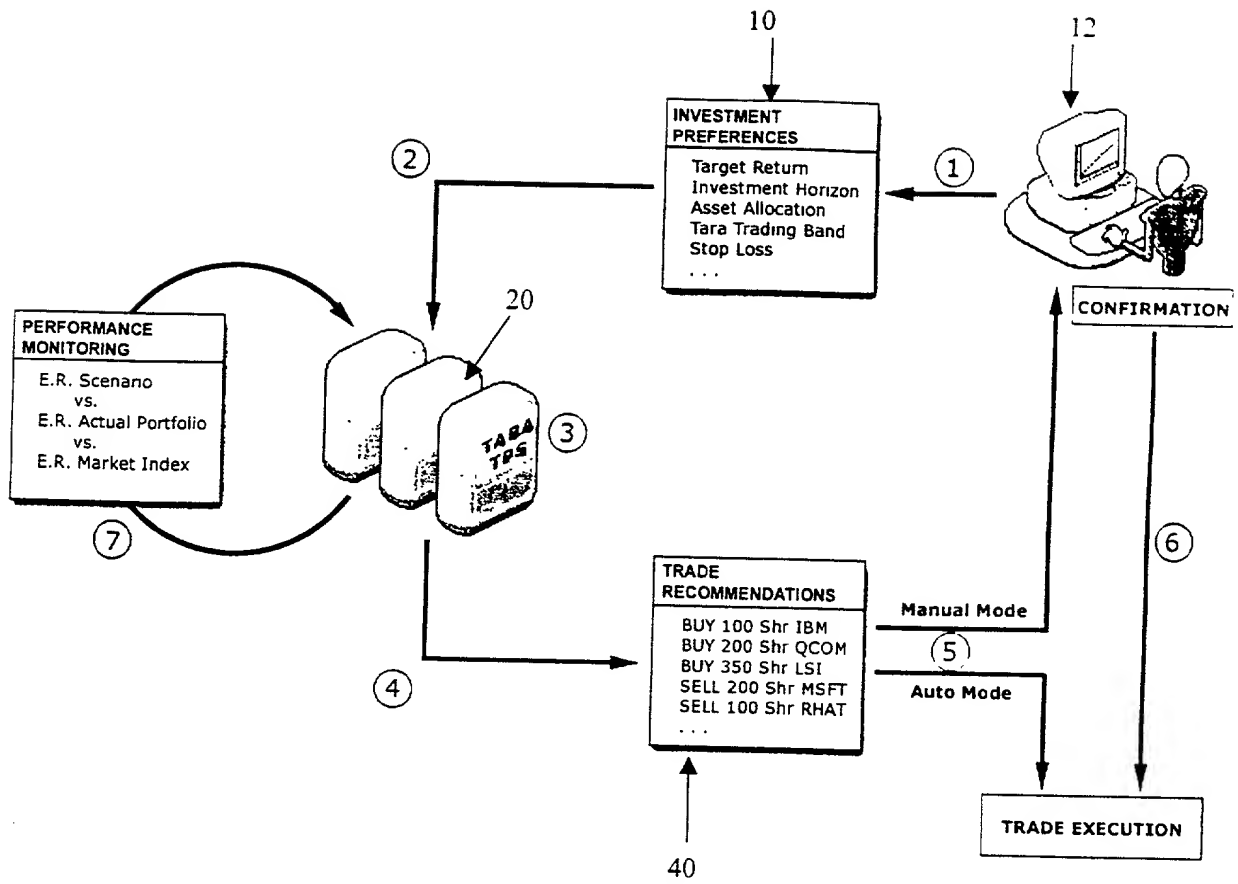 10
12
INVESTMENT
PREFERENCES
Target Return
Investment Horizon
Asset Allocation
Tara Trading Band
Stop Loss
. . .
1
2
CONFIRMATION
20
PERFORMANCE
MONITORING
E.R. Scenario
vs.
E.R. Actual Portfolio
vs.
E.R. Market Index
TARA
TPS
3
7
6
TRADE
RECOMMENDATIONS
BUY 100 Shr IBM
BUY 200 Shr QCOM
BUY 350 Shr LSI
SELL 200 Shr MSFT
SELL 100 Shr RHAT
. . .
Manual Mode
5
Auto Mode
4
TRADE EXECUTION
40